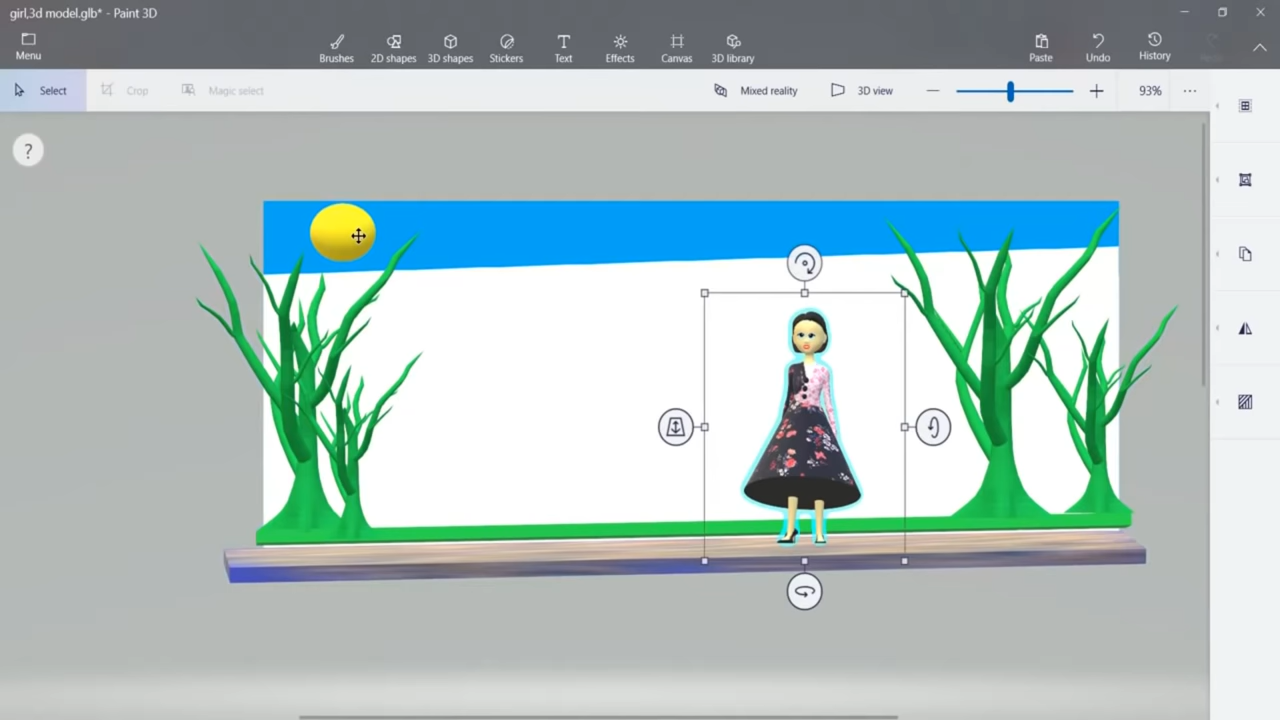 girl,3d model.glb* - Paint 3D
Menu
Brushes
2D shapes
3D shapes
Stickers
Text
Effects
Canvas
3D library
Paste
Undo
History
Select
Crop
Magic select
Mixed reality
3D view
93%
?